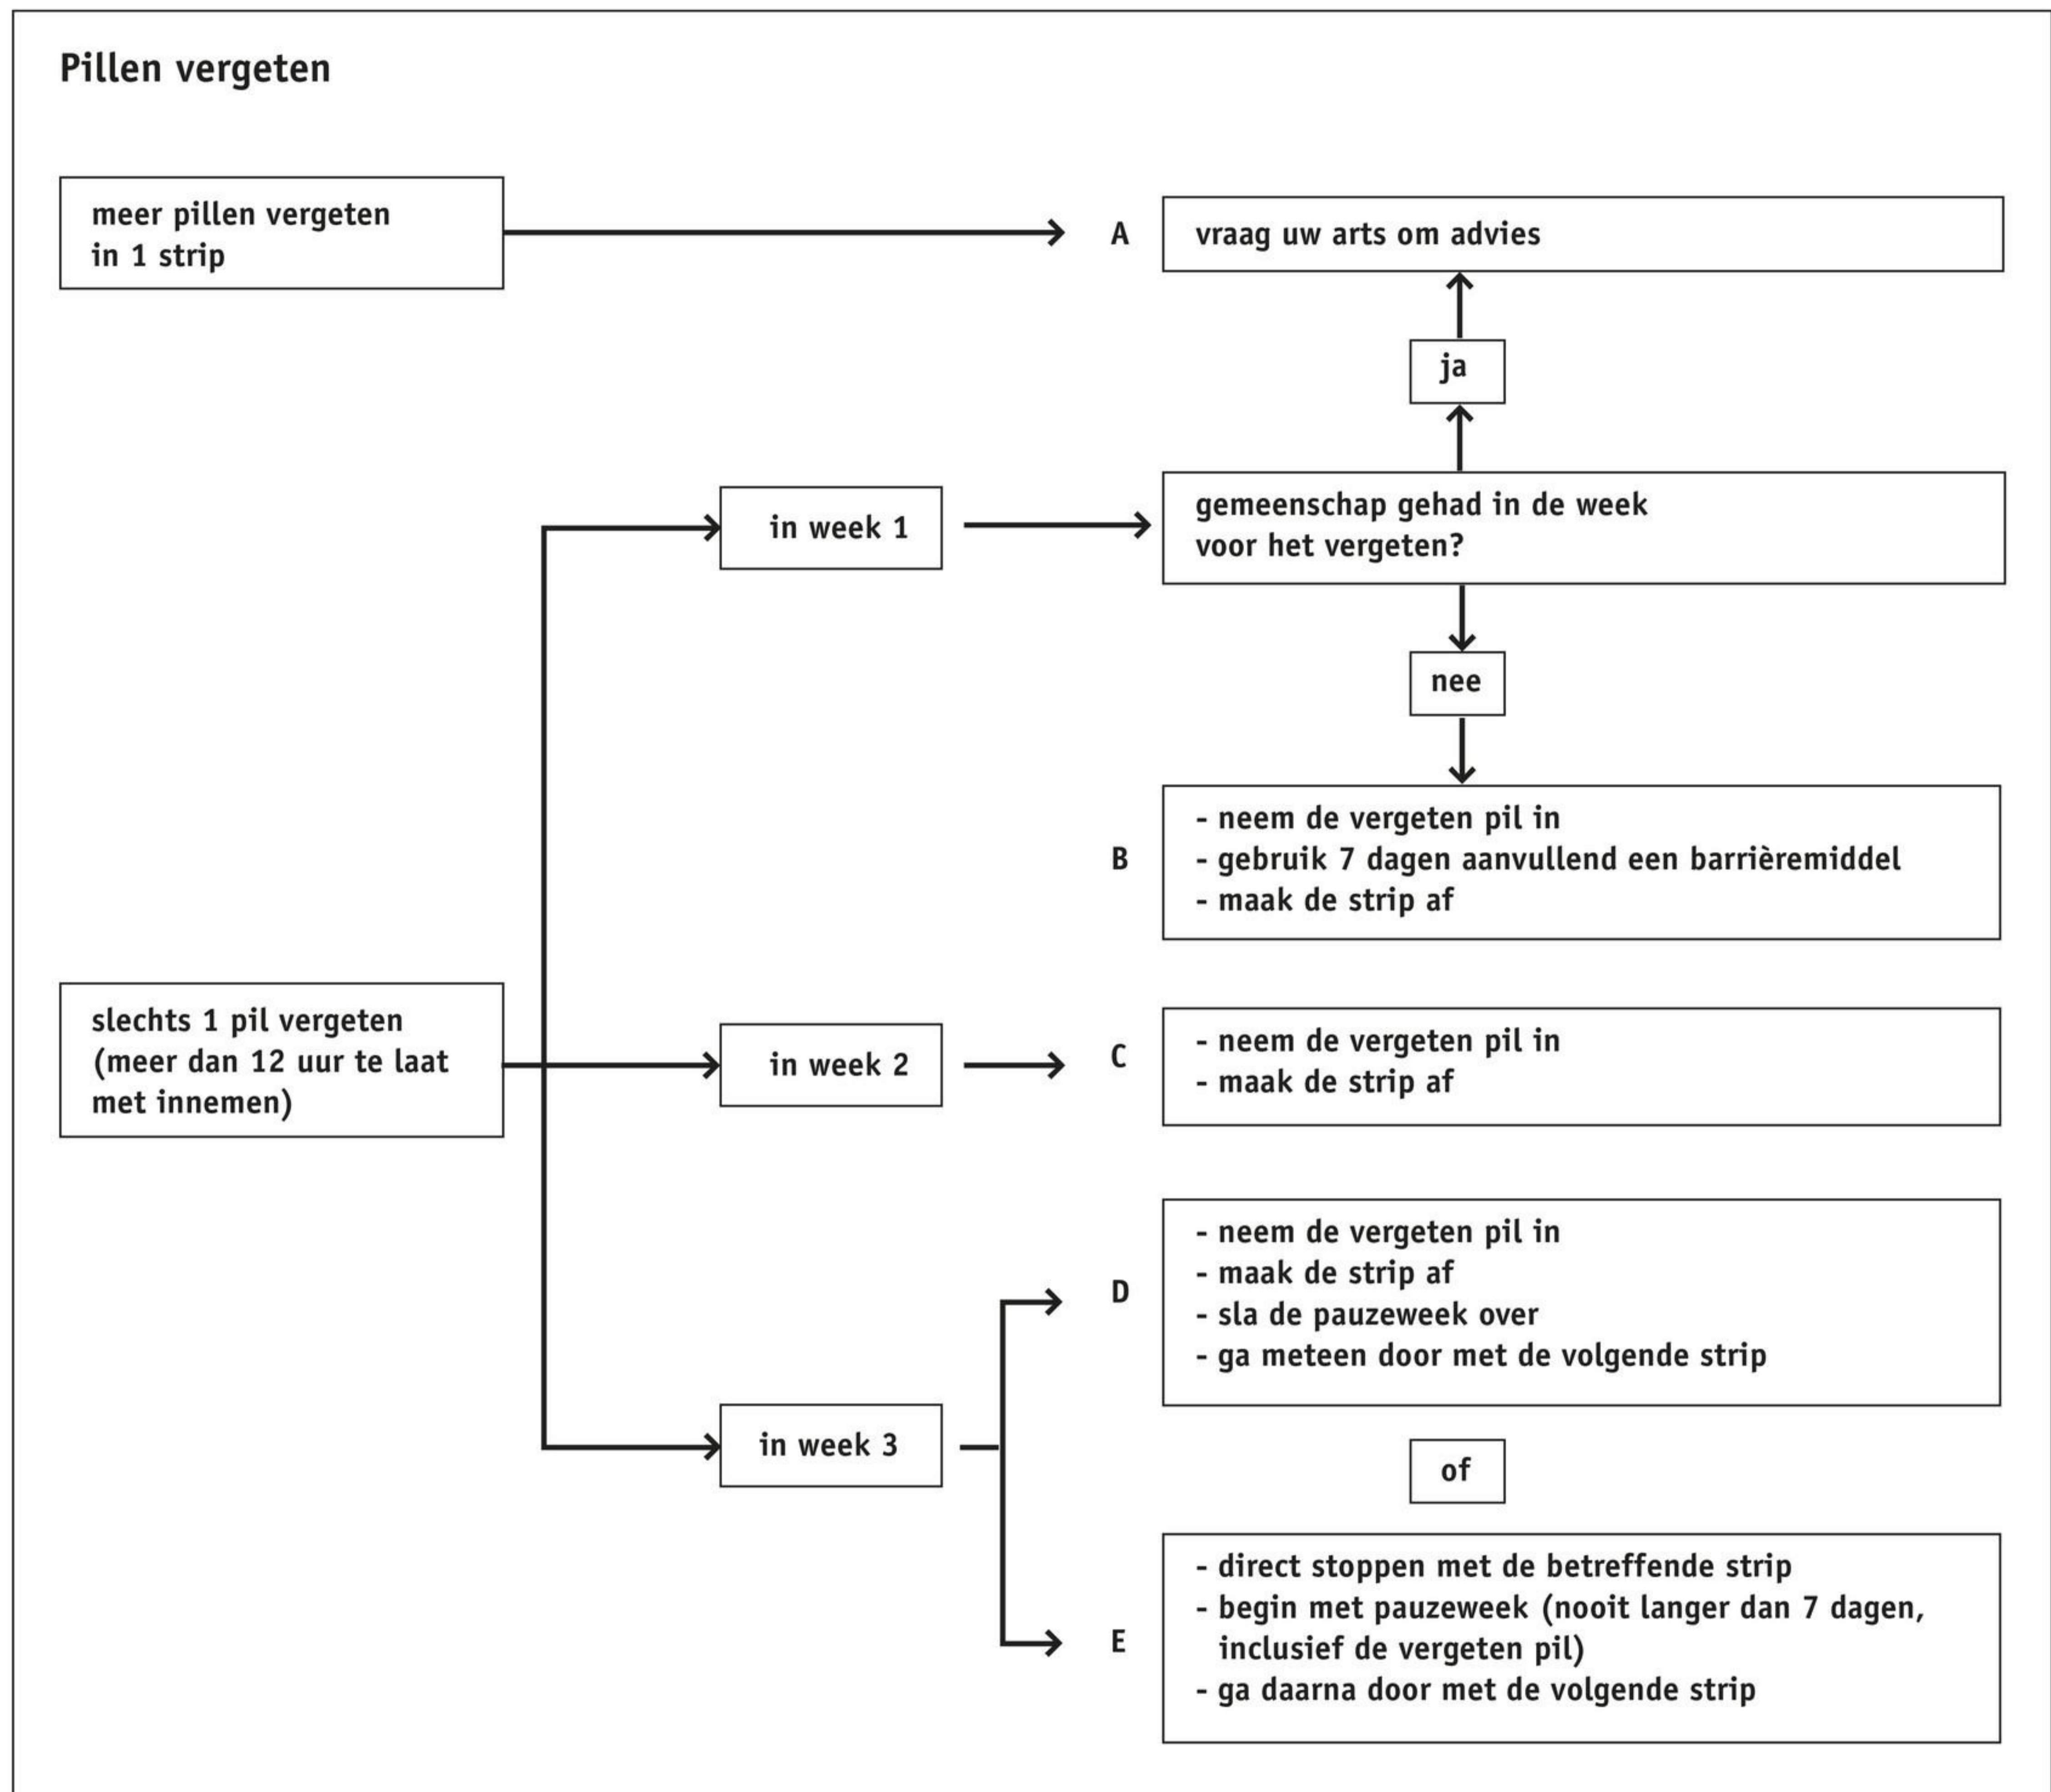 Pillen vergeten
meer pillen vergeten
in 1 strip
A
vraag uw arts om advies
ja
in week 1
gemeenschap gehad in de week
voor het vergeten?
nee
B
- neem de vergeten pil in
- gebruik 7 dagen aanvullend een barrièremiddel
- maak de strip af
slechts 1 pil vergeten
(meer dan 12 uur te laat
met innemen)
in week 2
C
- neem de vergeten pil in
- maak de strip af
in week 3
D
- neem de vergeten pil in
- maak de strip af
- sla de pauzeweek over
- ga meteen door met de volgende strip
of
E
- direct stoppen met de betreffende strip
- begin met pauzeweek (nooit langer dan 7 dagen,
inclusief de vergeten pil)
- ga daarna door met de volgende strip